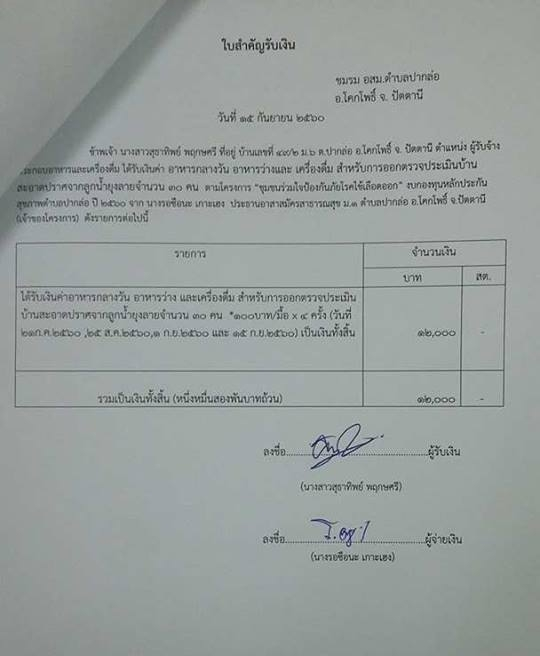 ใบสำคัญรับเงิน
ชมรม อสม.ตำบลปากล่อ
อ.โคกโพธิ์ จ. ปัตตานี
วันที่ ๑๕ กันยายน ๒๕๖๐
ข้าพเจ้า นางสาวสุธาทิพย์ พฤกษศรี ที่อยู่ บ้านเลขที่ ๔๙/๒ ม.๖ ต.ปากล่อ อ.โคกโพธิ์ จ. ปัตตานี ตำแหน่ง ผู้รับจ้าง
ประกอบอาหารและเครื่องดื่ม ได้รับเงินค่า อาหารกลางวัน อาหารว่างและ เครื่องดื่ม สำหรับการออกตรวจประเมินบ้าน
สะอาดปราศจากลูกน้ำยุงลายจำนวน ๓๐ คน ตามโครงการ "ชุมชนร่วมใจป้องกันภัยโรคไข้เลือดออก" งบกองทุนหลักประกัน
สุขภาพตำบลปากล่อ ปี ๒๕๖๐ จาก นางรอซือนะ เกาะเฮง ประธานอาสาสมัครสาธารณสุข ม.๑ ตำบลปากล่อ อ.โคกโพธิ์ จ.ปัตตานี
(เจ้าของโครงการ) ดังรายการต่อไปนี้
รายการ จำนวนเงิน
บาท สต.
ได้รับเงินค่าอาหารกลางวัน อาหารว่าง และเครื่องดื่ม สำหรับการออกตรวจประเมิน
บ้านสะอาดปราศจากลูกน้ำยุงลายจำนวน ๓๐ คน *๑๐๐บาท/มื้อ x ๔ ครั้ง (วันที่
๒๑ก.ค.๒๕๖๐ ,๒๕ ส.ค.๒๕๖๐,๑ ก.ย.๒๕๖๐ และ ๑๕ ก.ย.๒๕๖๐) เป็นเงินทั้งสิ้น ๑๒,๐๐๐ -
รวมเป็นเงินทั้งสิ้น (หนึ่งหมื่นสองพันบาทถ้วน) ๑๒,๐๐๐ -
ลงชื่อ............................................ผู้รับเงิน
(นางสาวสุธาทิพย์ พฤกษศรี)
ลงชื่อ............................................ผู้จ่ายเงิน
(นางรอซือนะ เกาะเฮง)